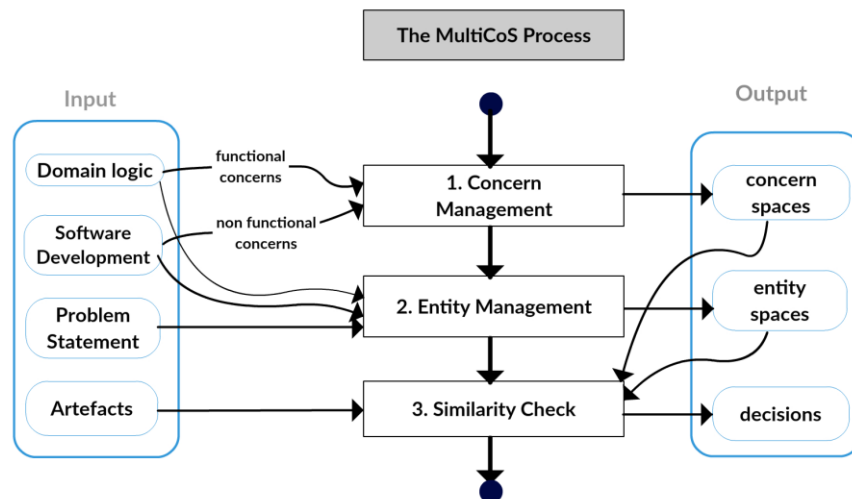 The MultiCoS Process
Input
Output
Domain logic
functional
concerns
1. Concern
Management
concern
spaces
Software
Development
non functional
concerns
2. Entity Management
entity
spaces
Problem
Statement
Artefacts
3. Similarity Check
decisions